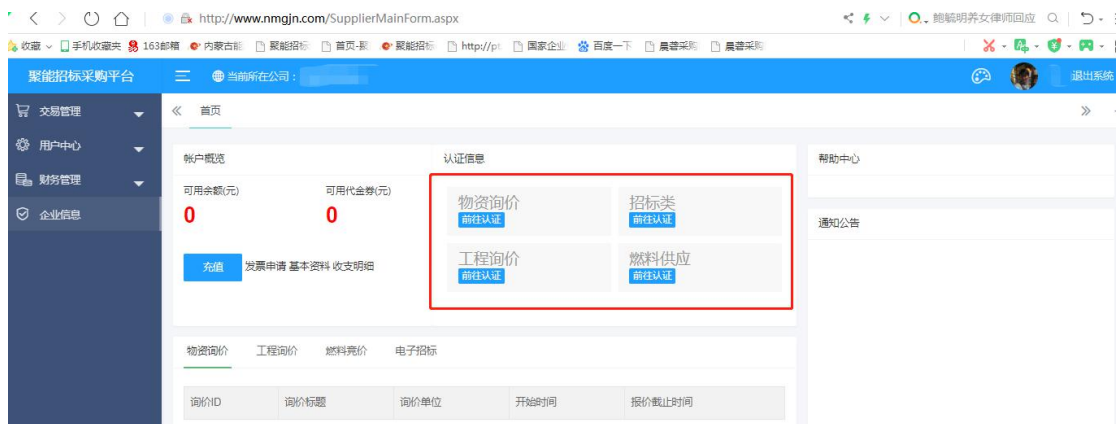 http://www.nmgjn.com/SupplierMainForm.aspx
鲍毓明养女律师回应
收藏 手机收藏夹 163邮箱 内蒙古能 聚能招标 首页-聚 聚能招标 http://pt 国家企业 百度一下 晨砻采购 晨砻采购
聚能招标采购平台 当前所在公司： 退出系统
交易管理
用户中心
财务管理
企业信息
首页
帐户概览
可用余额(元) 可用代金券(元)
0 0
充值 发票申请 基本资料 收支明细
认证信息
物资询价 招标类
前往认证 前往认证
工程询价 燃料供应
前往认证 前往认证
帮助中心
通知公告
物资询价 工程询价 燃料竞价 电子招标
询价ID 询价标题 询价单位 开始时间 报价截止时间